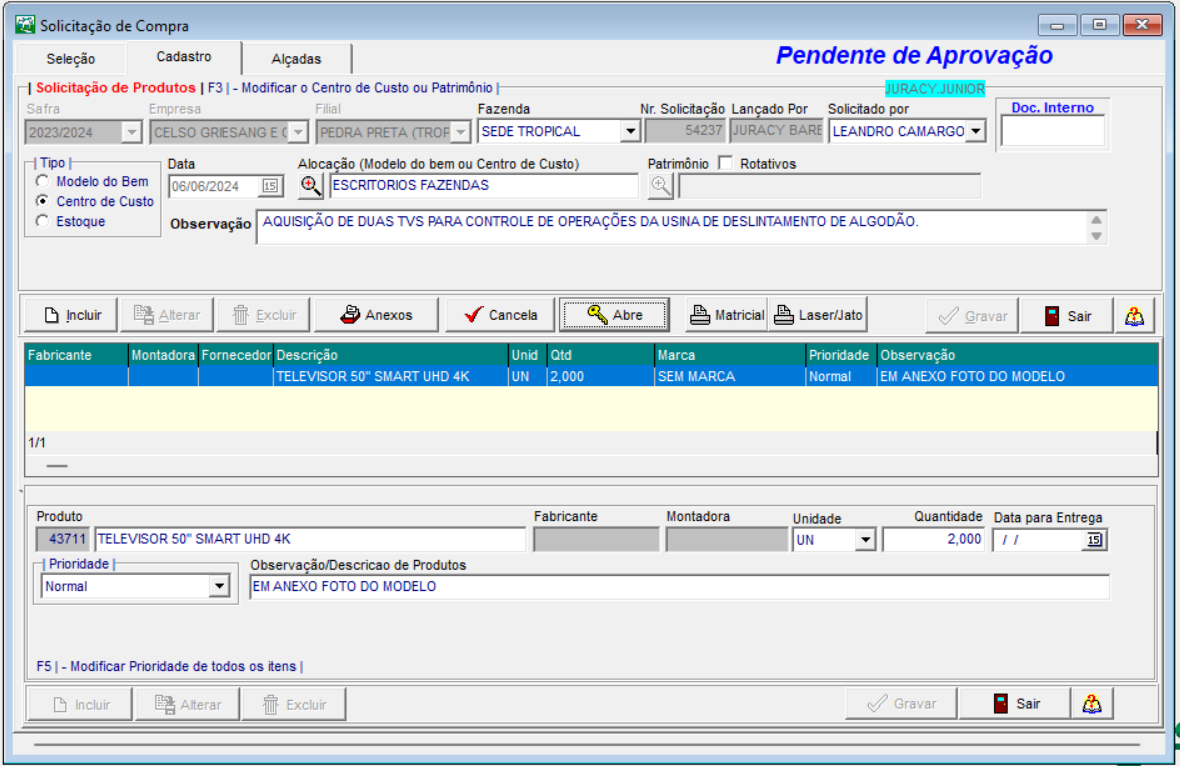 Solicitação de Compra
Seleção Cadastro Alçadas Pendente de Aprovação
| Solicitação de Produtos | F3 | - Modificar o Centro de Custo ou Patrimônio | JURACY.JUNIOR
Safra Empresa Filial Fazenda Nr. Solicitação Lançado Por Solicitado por Doc. Interno
2023/2024 CELSO GRIESANG E PEDRA PRETA (TROF SEDE TROPICAL 54237 JURACY BARE LEANDRO CAMARGO
| Tipo | Data Alocação (Modelo do bem ou Centro de Custo) Patrimônio Rotativos
Modelo do Bem
06/06/2024 15 ESCRITORIOS FAZENDAS
Centro de Custo
Estoque
Observação AQUISIÇÃO DE DUAS TVS PARA CONTROLE DE OPERAÇÕES DA USINA DE DESLINTAMENTO DE ALGODÃO.
Incluir Alterar Excluir Anexos Cancela Abre Matricial Laser/Jato Gravar Sair
Fabricante Montadora Fornecedor Descrição Unid Qtd Marca Prioridade Observação
TELEVISOR 50" SMART UHD 4K UN 2,000 SEM MARCA Normal EM ANEXO FOTO DO MODELO
1/1
Produto Fabricante Montadora Unidade Quantidade Data para Entrega
43711 TELEVISOR 50" SMART UHD 4K UN 2,000 / / 15
| Prioridade | Observação/Descricao de Produtos
Normal EM ANEXO FOTO DO MODELO
F5 | - Modificar Prioridade de todos os itens |
Incluir Alterar Excluir Gravar Sair